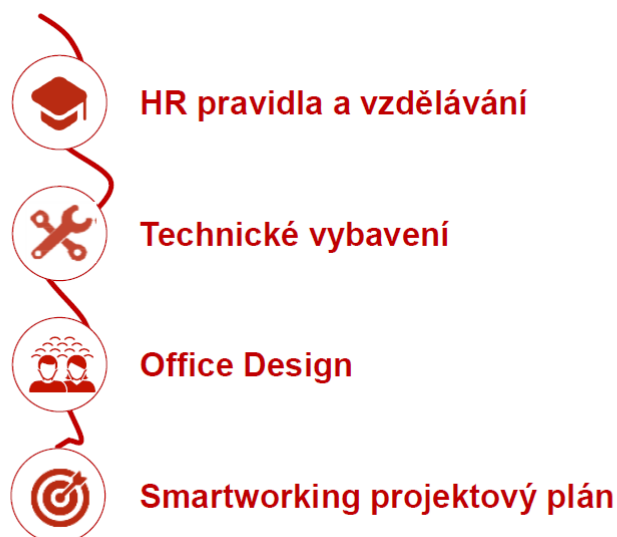 HR pravidla a vzdělávání
Technické vybavení
Office Design
Smartworking projektový plán